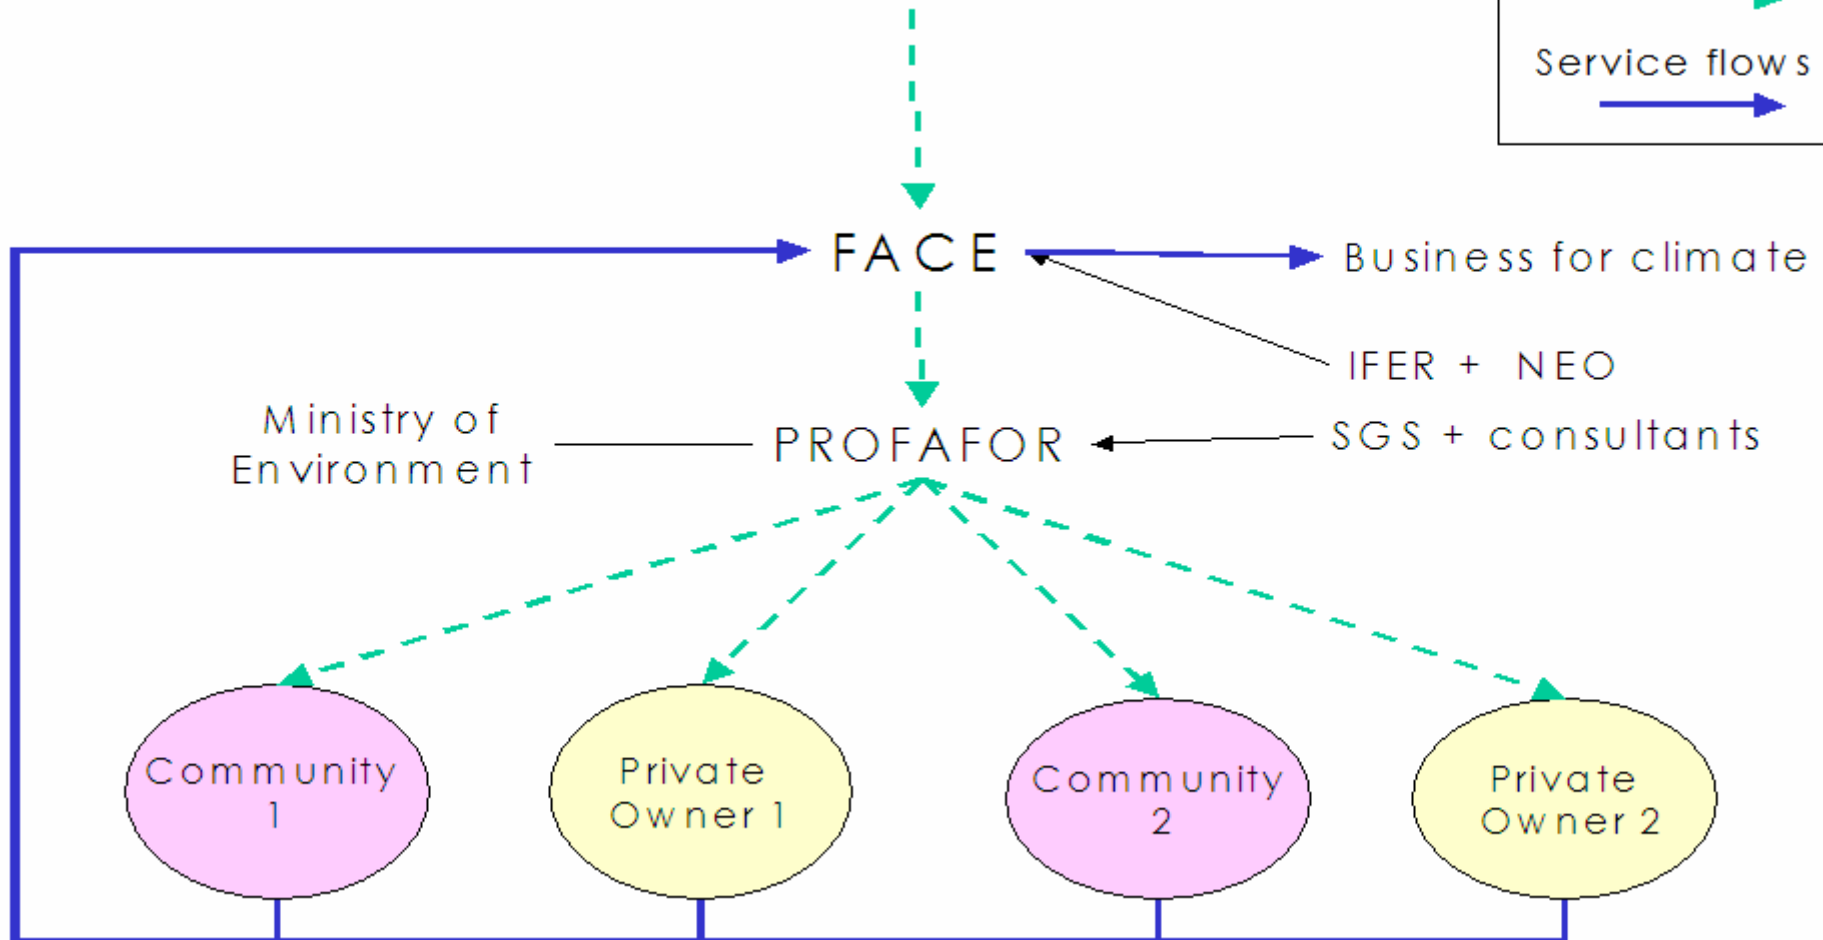 Service flows
FACE
Business for climate
IFER + NEO
Ministry of
Environment
PROFAFOR
SGS + consultants
Community
1
Private
Owner 1
Community
2
Private
Owner 2